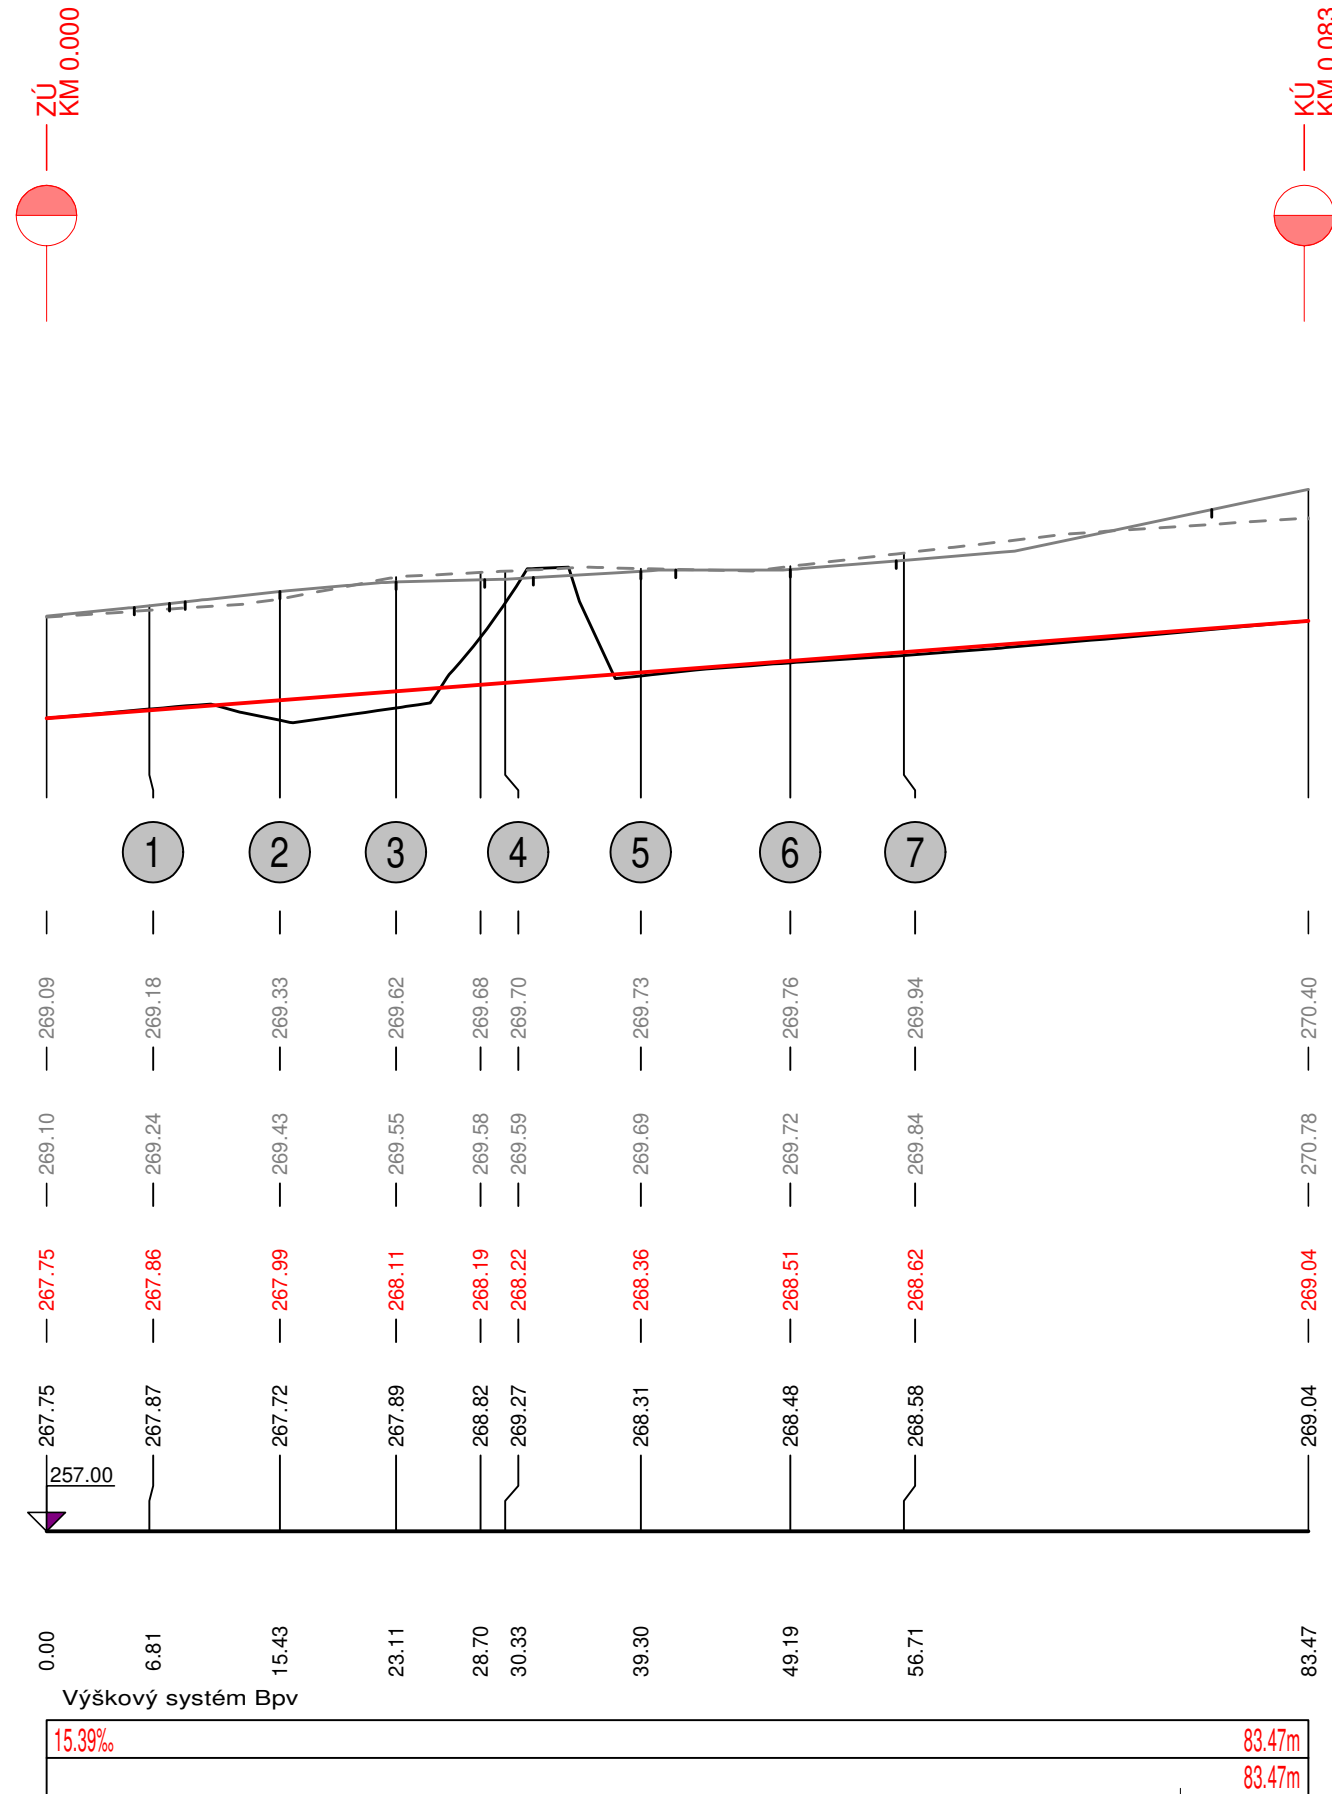 ZÚ
KM 0.000
KÚ
KM 0.083
1 2 3 4 5 6 7
269.09 269.18 269.33 269.62 269.68 269.70 269.73 269.76 269.94 270.40
269.10 269.24 269.43 269.55 269.58 269.59 269.69 269.72 269.84 270.78
267.75 267.86 267.99 268.11 268.19 268.22 268.36 268.51 268.62 269.04
267.75 267.87 267.72 267.89 268.82 269.27 268.31 268.48 268.58 269.04
257.00
0.00 6.81 15.43 23.11 28.70 30.33 39.30 49.19 56.71 83.47
Výškový systém Bpv
15.39‰ 83.47m
83.47m